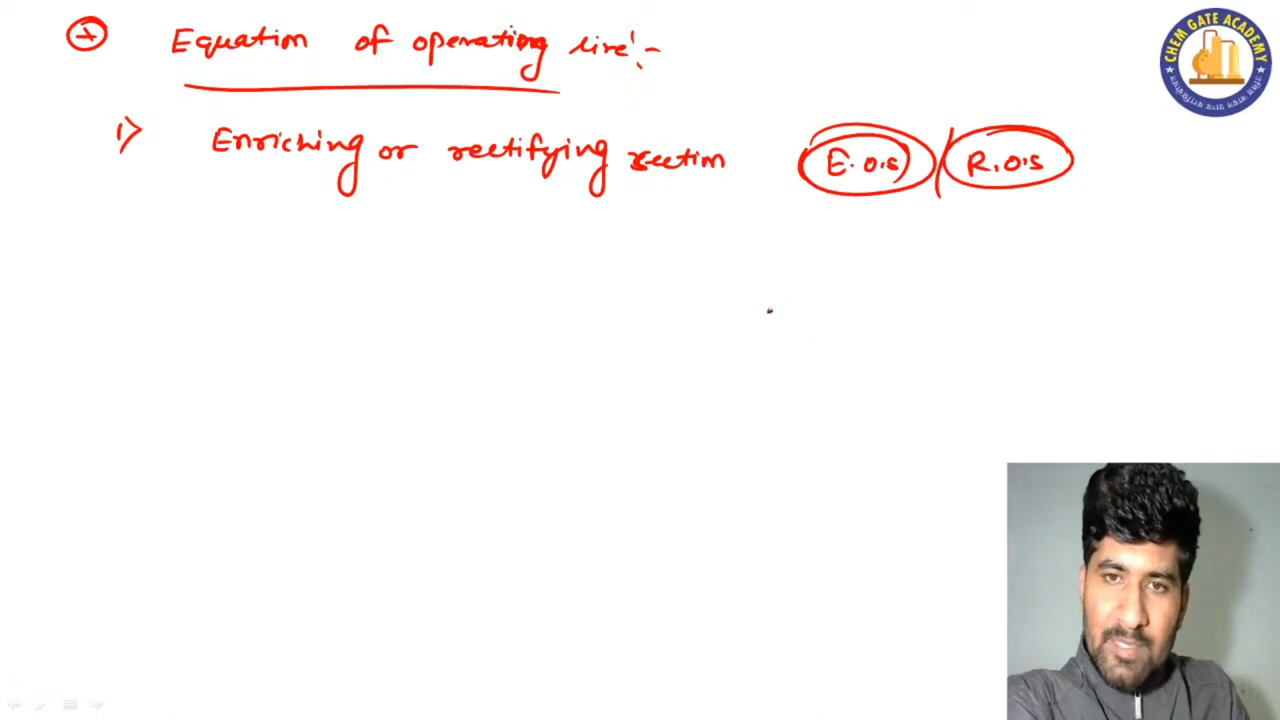 Equation of operating line :-
1) Enriching or rectifying section E.O.S / R.O.S
CHEM GATE ACADEMY